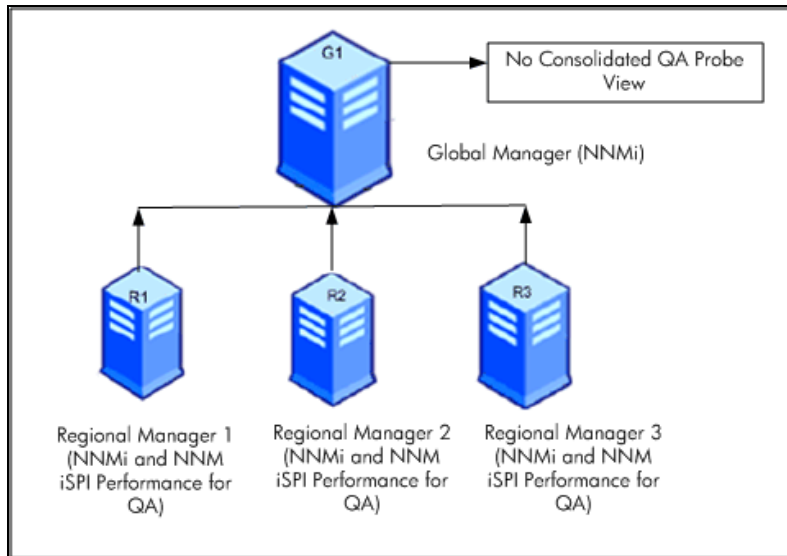 G1
No Consolidated QA Probe
View
Global Manager (NNMi)
R1
R2
R3
Regional Manager 1
(NNMi and NNM
iSPI Performance for
QA)
Regional Manager 2
(NNMi and NNM
iSPI Performance for
QA)
Regional Manager 3
(NNMi and NNM
iSPI Performance for
QA)